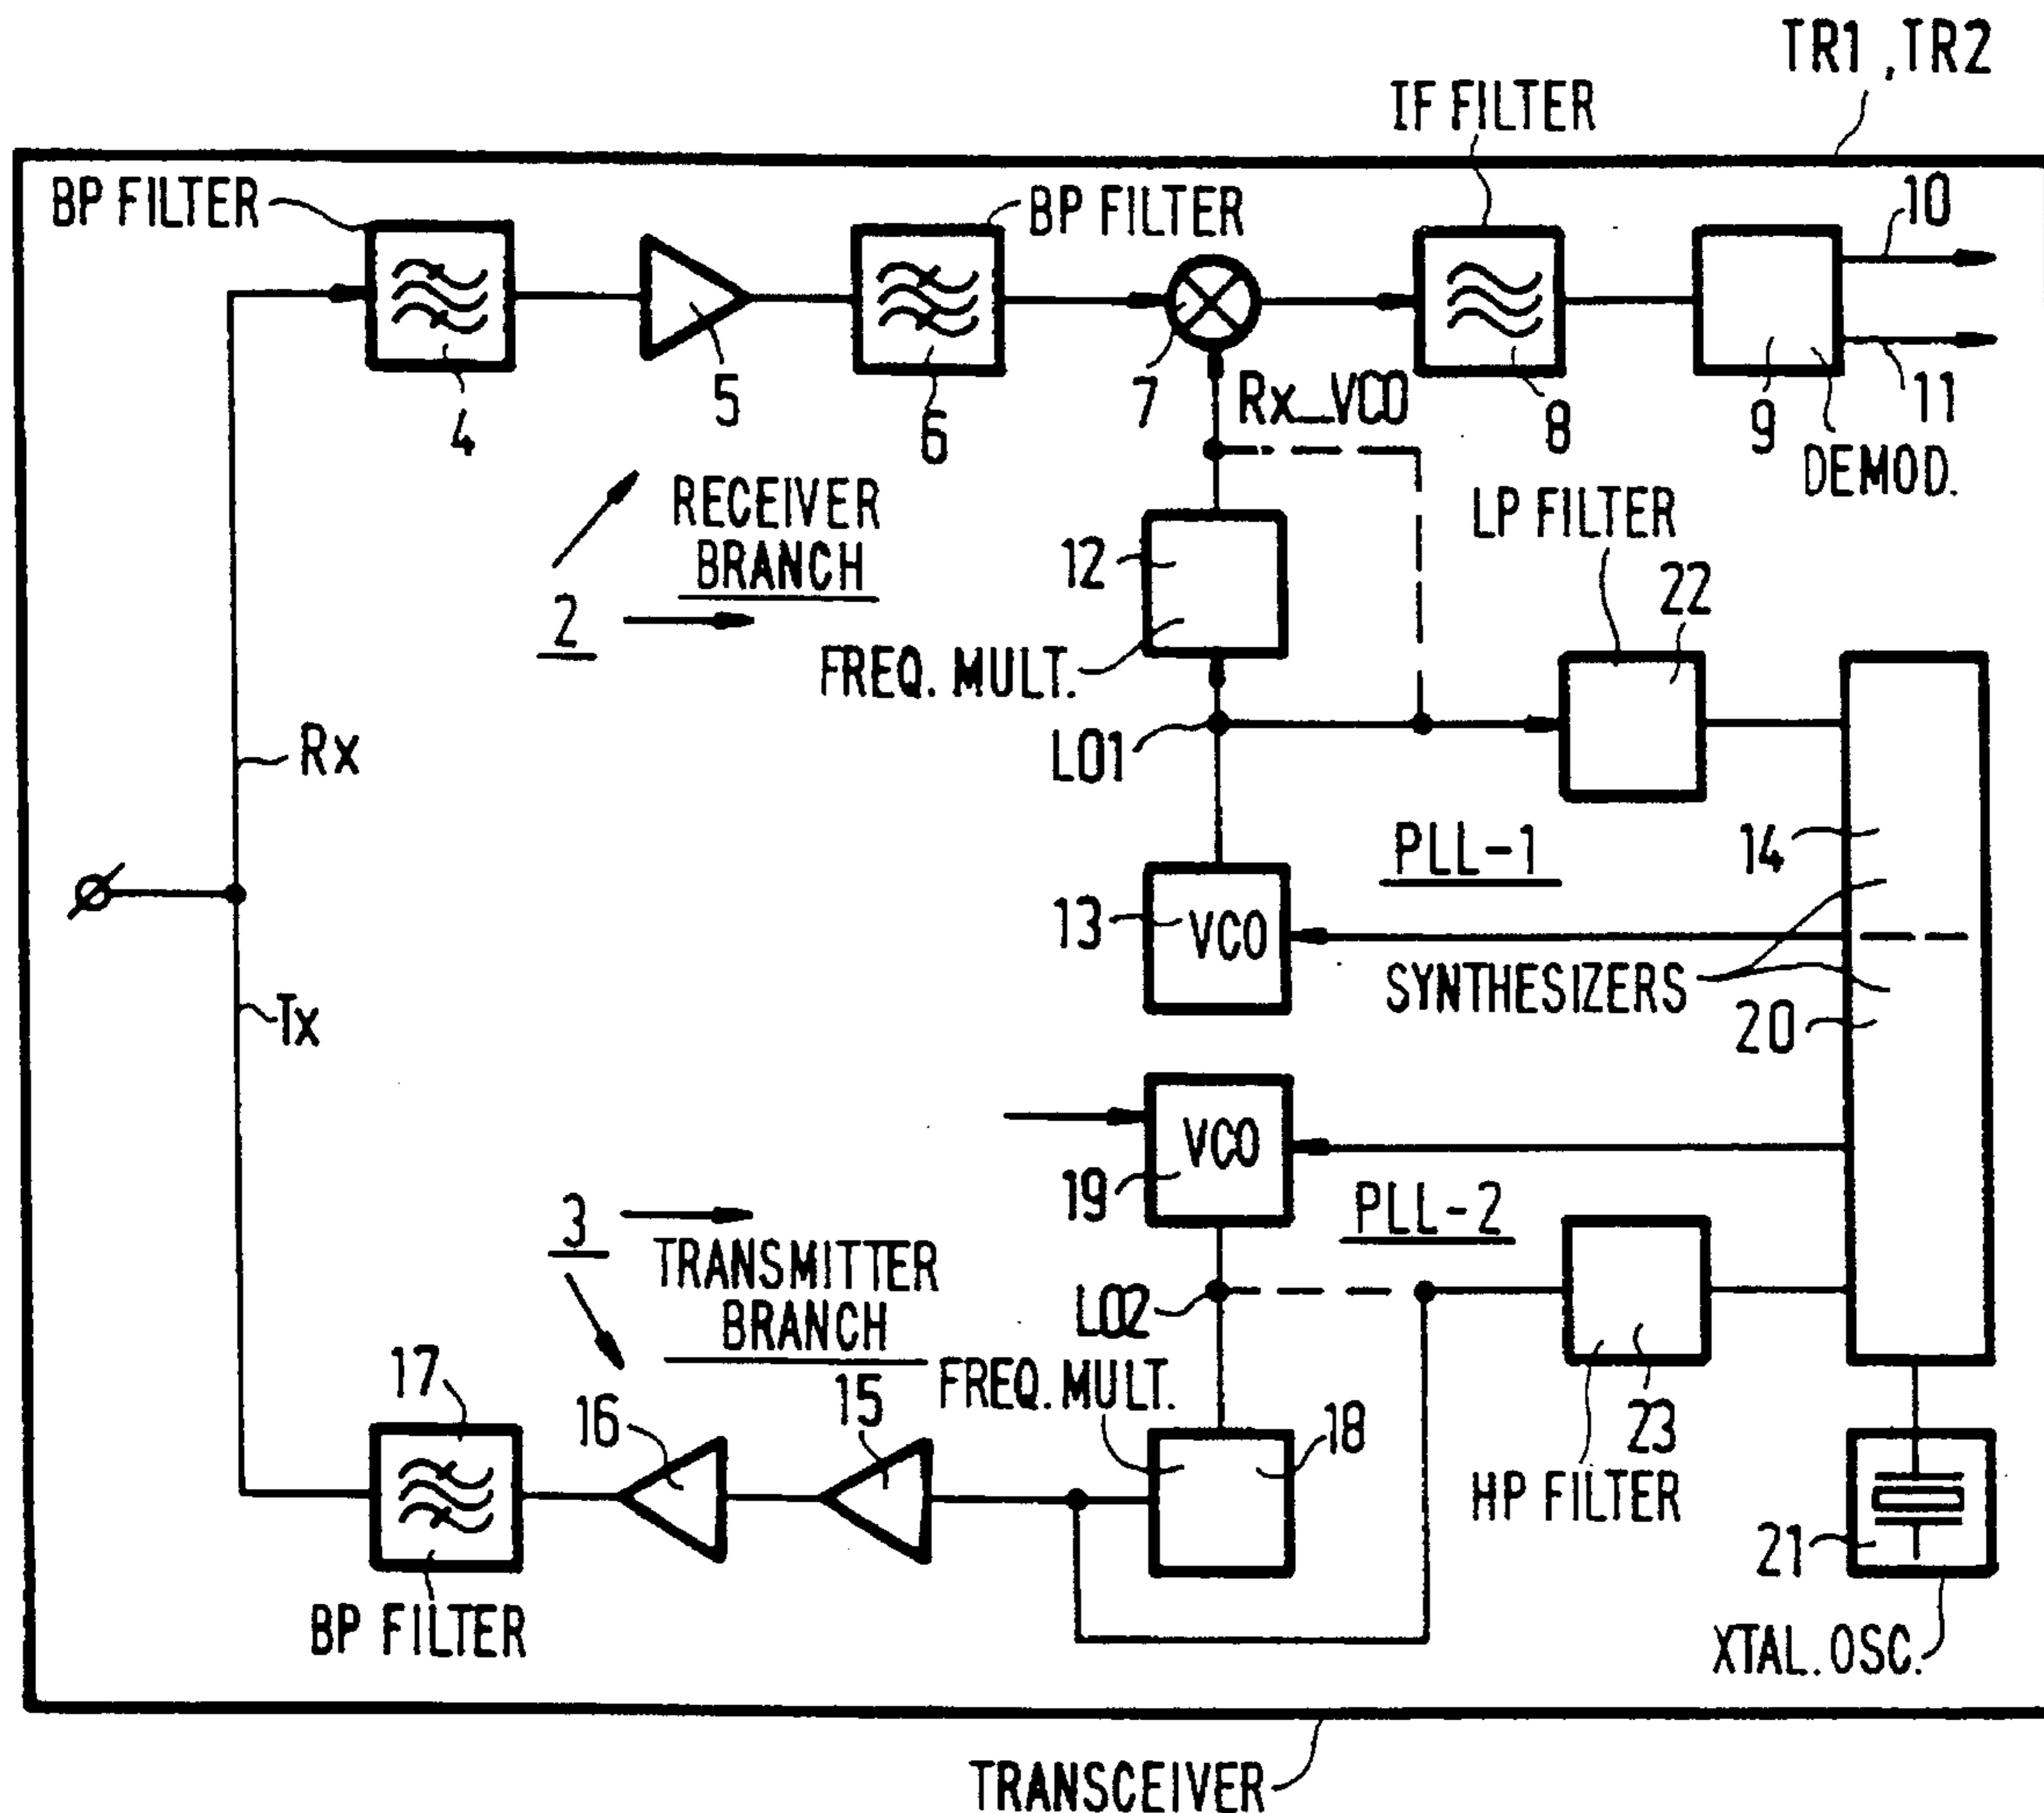 TR1 ,TR2
IF FILTER
BP FILTER
BP FILTER
10
4
5
6
7
Rx_VCO
8
9
11
DEMOD.
RECEIVER
BRANCH
2
12
FREQ. MULT.
LP FILTER
22
Rx
LO1
PLL-1
14
13
VCO
SYNTHESIZERS
20
Tx
VCO
19
PLL-2
3
TRANSMITTER
BRANCH
LO2
FREQ. MULT.
17
16
15
18
23
HP FILTER
21
BP FILTER
XTAL. OSC.
TRANSCEIVER